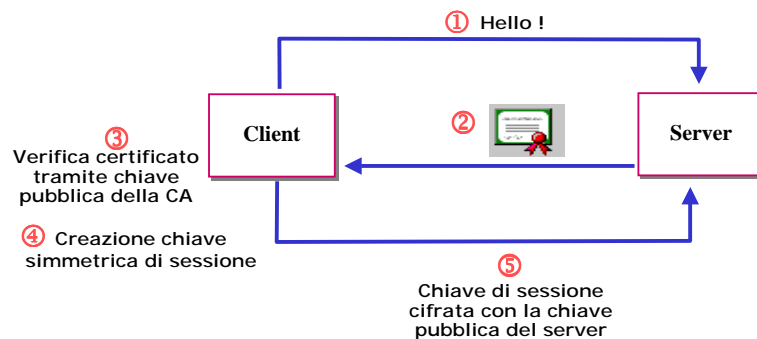 ① Hello !
Client
②
Server
③
Verifica certificato
tramite chiave
pubblica della CA
④ Creazione chiave
simmetrica di sessione
⑤
Chiave di sessione
cifrata con la chiave
pubblica del server